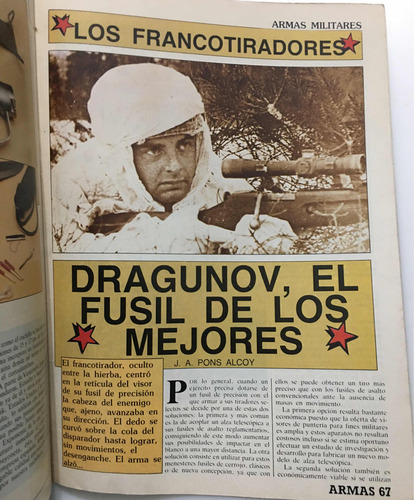 ARMAS MILITARES
LOS FRANCOTIRADORES
DRAGUNOV, EL
FUSIL DE LOS
MEJORES
J. A. PONS ALCOY
El francotirador, oculto
entre la hierba, centró
en la retícula del visor
de su fusil de precisión
la cabeza del enemigo
que, ajeno, avanzaba en
su dirección. El dedo se
curvó sobre la cola del
disparador hasta lograr,
sin movimientos, el
desenganche. El arma se
alzó...
POR lo general, cuando un
ejército precisa dotarse de
un fusil de precisión con el
que armar a sus tiradores se-
lectos se decide por una de estas dos
soluciones: la primera y más común
es la de acoplar un alza telescópica a
sus fusiles de asalto reglamentarios,
consiguiendo de este modo aumentar
sus posibilidades de impactar en el
blanco a una mayor distancia. La otra
solución consiste en utilizar para estos
menesteres fusiles de cerrojo, clásicos
o de nueva concepción, ya que con
ellos se puede obtener un tiro más
preciso que con los fusiles de asalto
convencionales ante la ausencia de
masas en movimiento.
La primera opción resulta bastante
económica puesto que la oferta de vi-
sores de puntería para fines militares
es amplia y estos aparatos no resultan
costosos incluso si se estima oportuno
efectuar un estudio de investigación y
desarrollo para fabricar un nuevo mo-
delo de alza telescópica.
La segunda solución también es
económicamente viable si se utilizan
ARMAS 67